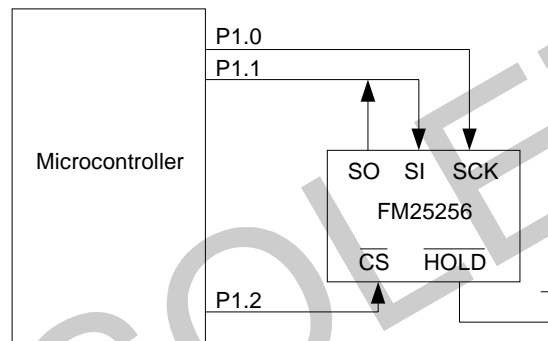 P1.0
P1.1
Microcontroller
SO SI SCK
FM25256
CS HOLD
P1.2